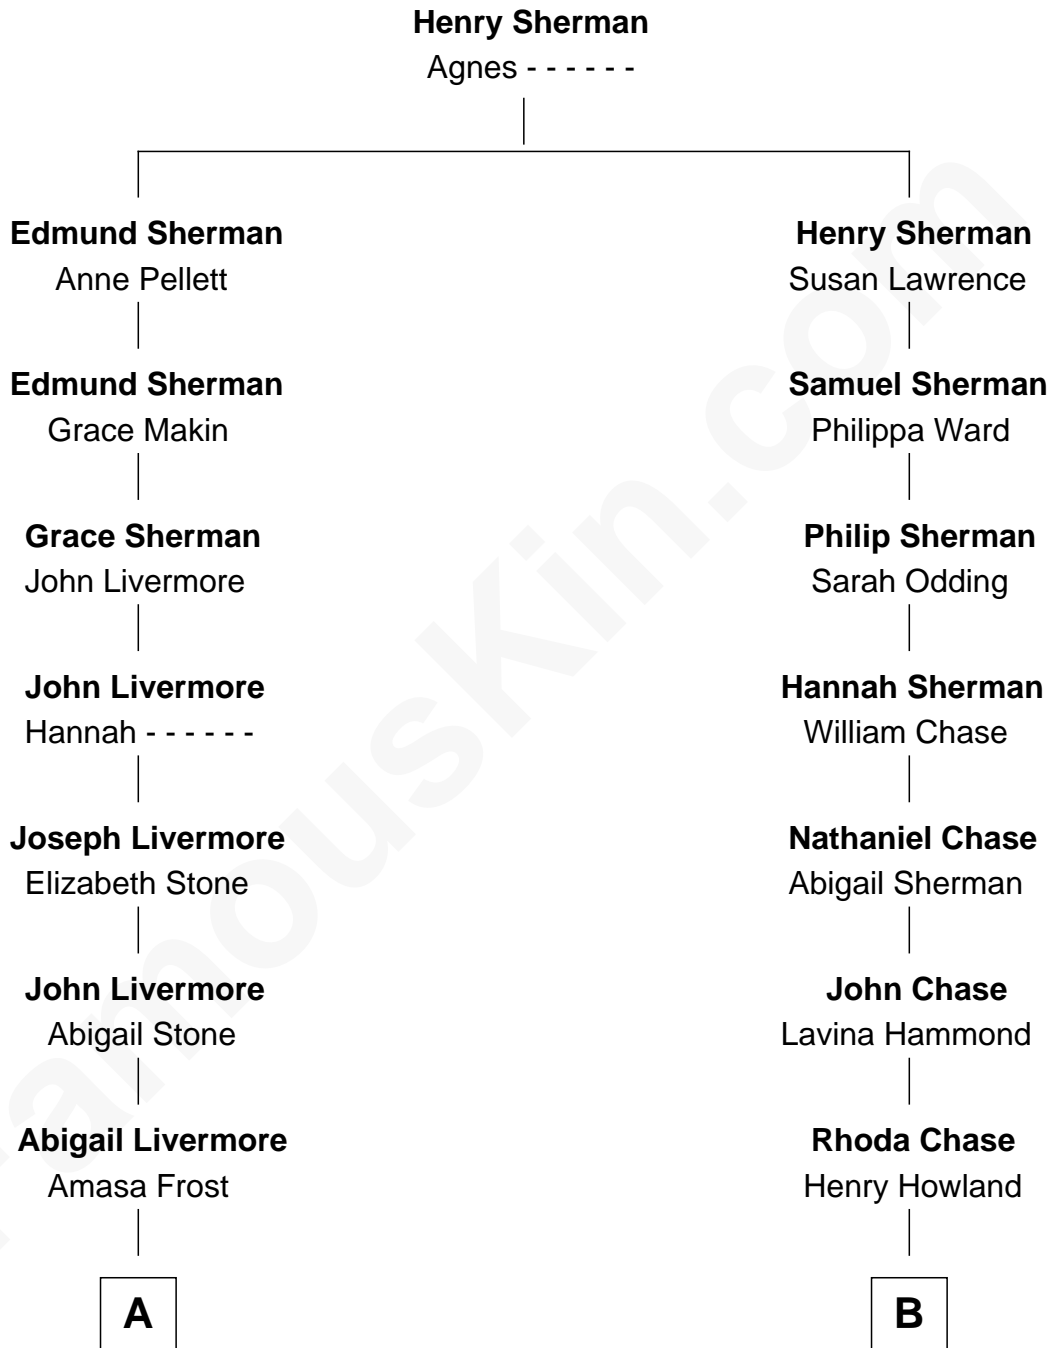 Henry Sherman
Agnes - - - - - -
Edmund Sherman
Anne Pellett
Henry Sherman
Susan Lawrence
Edmund Sherman
Grace Makin
Samuel Sherman
Philippa Ward
Grace Sherman
John Livermore
Philip Sherman
Sarah Odding
John Livermore
Hannah - - - - - -
Hannah Sherman
William Chase
Joseph Livermore
Elizabeth Stone
Nathaniel Chase
Abigail Sherman
John Livermore
Abigail Stone
John Chase
Lavina Hammond
Abigail Livermore
Amasa Frost
Rhoda Chase
Henry Howland
A
B
FamousKin.com